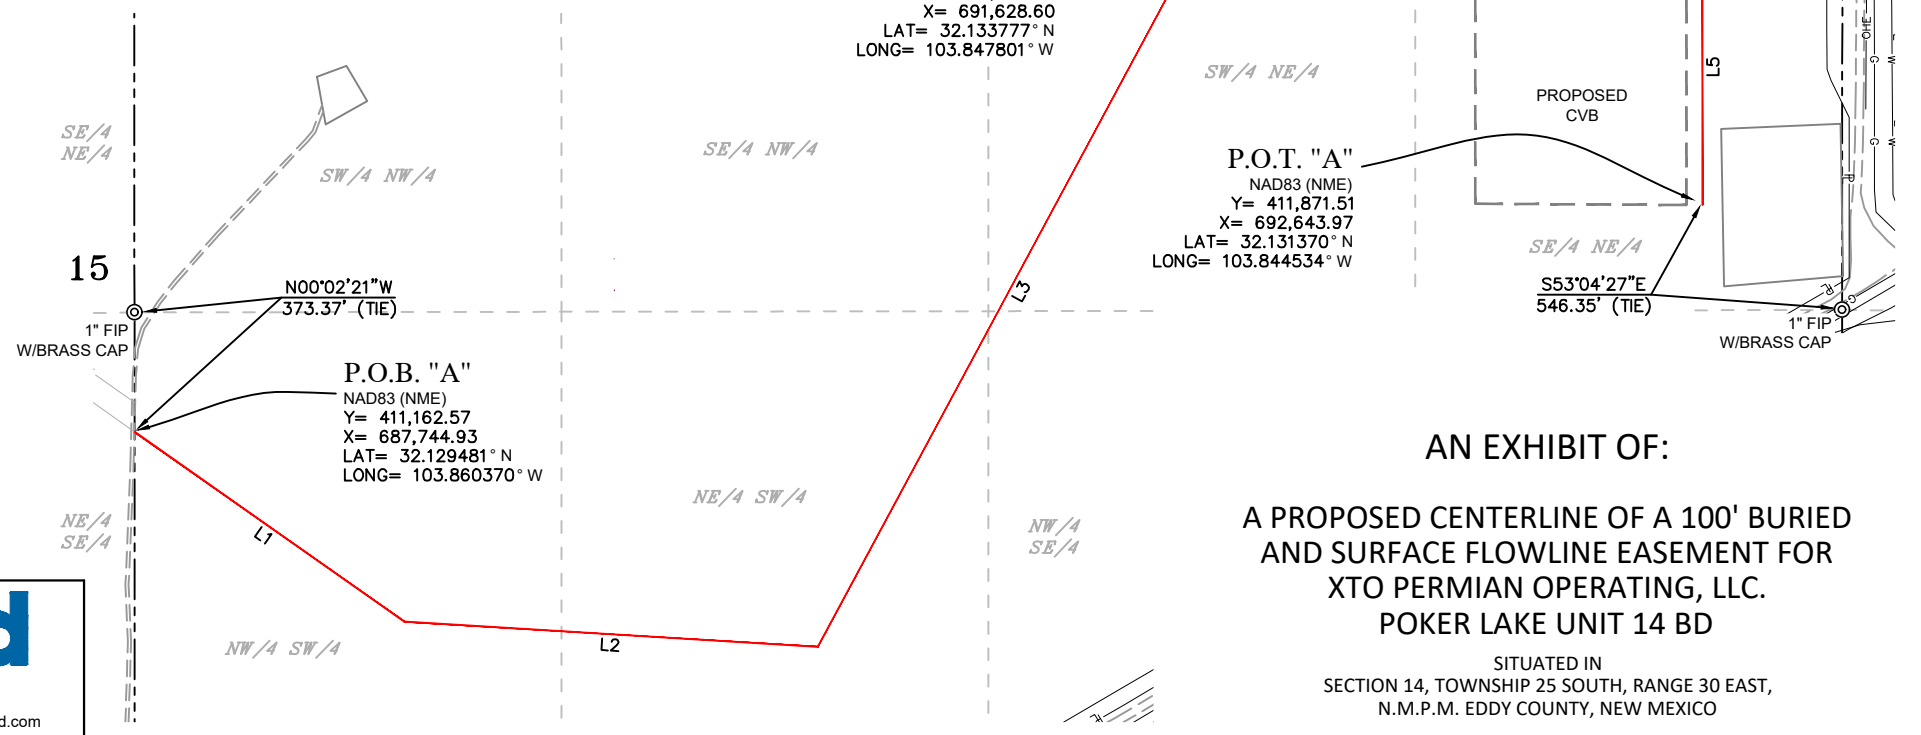 X= 691,628.60
LAT= 32.133777° N
LONG= 103.847801° W
SE/4
NE/4
SW/4 NW/4
SE/4 NW/4
SW/4 NE/4
PROPOSED
CVB
L5
OHE
G
W
G
W
PL
P.O.T. "A"
NAD83 (NME)
Y= 411,871.51
X= 692,643.97
LAT= 32.131370° N
LONG= 103.844534° W
SE/4 NE/4
S53°04'27"E
546.35' (TIE)
PL
G
1" FIP
W/BRASS CAP
15
N00°02'21"W
373.37' (TIE)
1" FIP
W/BRASS CAP
L3
P.O.B. "A"
NAD83 (NME)
Y= 411,162.57
X= 687,744.93
LAT= 32.129481° N
LONG= 103.860370° W
NE/4
SE/4
L1
NE/4 SW/4
NW/4
SE/4
NW/4 SW/4
L2
d
d.com
AN EXHIBIT OF:
A PROPOSED CENTERLINE OF A 100' BURIED
AND SURFACE FLOWLINE EASEMENT FOR
XTO PERMIAN OPERATING, LLC.
POKER LAKE UNIT 14 BD
SITUATED IN
SECTION 14, TOWNSHIP 25 SOUTH, RANGE 30 EAST,
N.M.P.M. EDDY COUNTY, NEW MEXICO